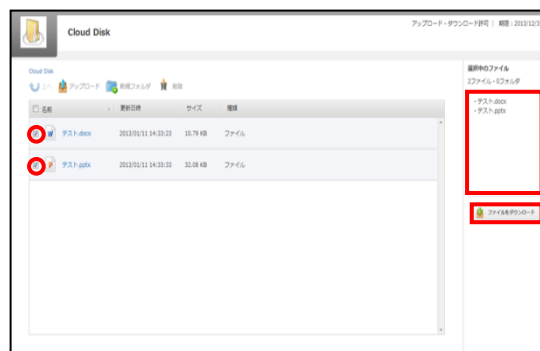 Cloud Disk
アップロード・ダウンロード許可 | 期限 : 2013/12/3
Cloud Disk
上へ アップロード 新規フォルダ 削除
名前 更新日時 サイズ 種類
テスト.docx 2013/01/11 14:33:23 10.79 KB ファイル
テスト.pptx 2013/01/11 14:33:33 32.08 KB ファイル
選択中のファイル
2ファイル・0フォルダ
・テスト.docx
・テスト.pptx
ファイルをダウンロード